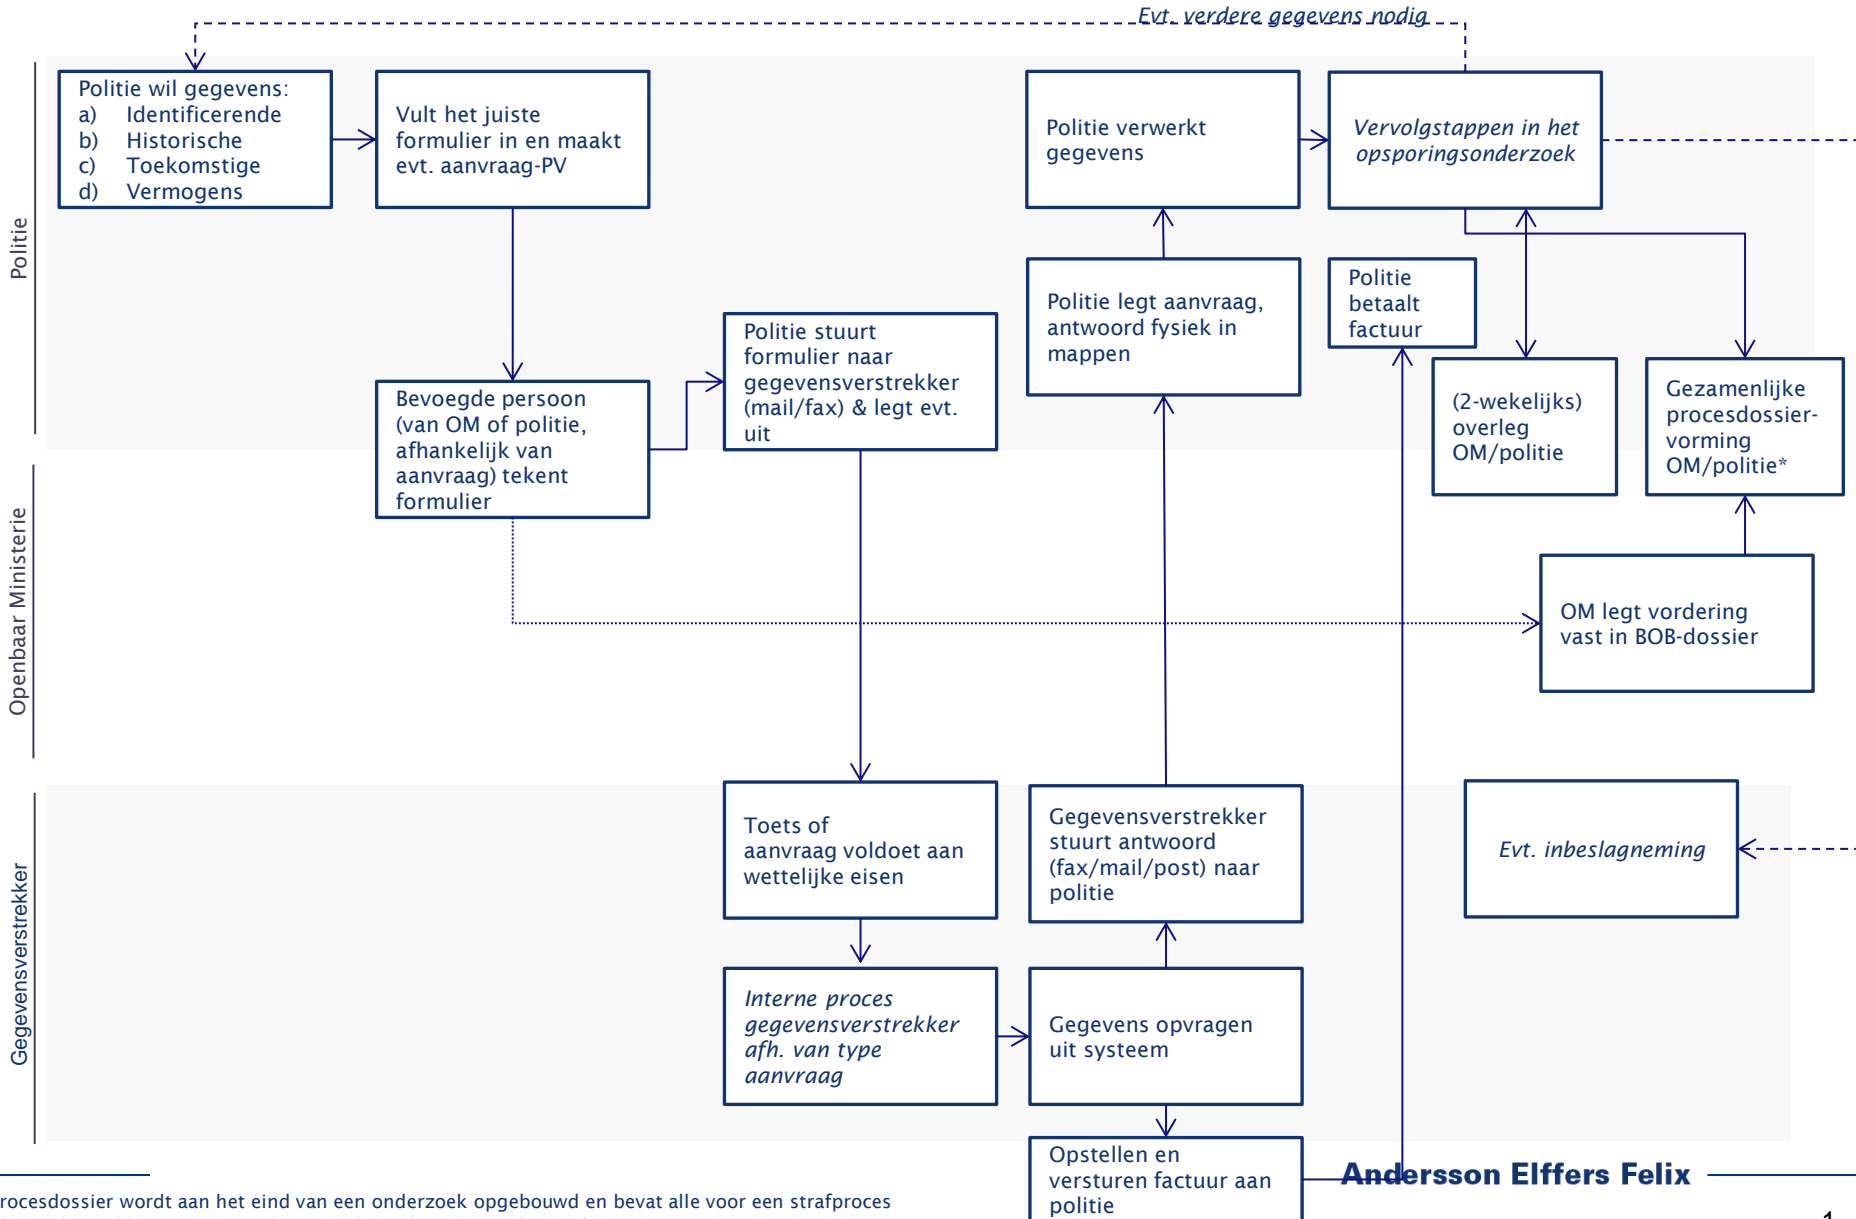 Evt. verdere gegevens nodig
Politie
Politie wil gegevens:
a) Identificerende
b) Historische
c) Toekomstige
d) Vermogens
Vult het juiste
formulier in en maakt
evt. aanvraag-PV
Bevoegde persoon
(van OM of politie,
afhankelijk van
aanvraag) tekent
formulier
Politie stuurt
formulier naar
gegevensverstrekker
(mail/fax) & legt evt.
uit
Politie verwerkt
gegevens
Politie legt aanvraag,
antwoord fysiek in
mappen
Vervolgstappen in het
opsporingsonderzoek
Politie
betaalt
factuur
(2-wekelijks)
overleg
OM/politie
Gezamenlijke
procesdossier-
vorming
OM/politie*
Openbaar Ministerie
OM legt vordering
vast in BOB-dossier
Gegevensverstrekker
Toets of
aanvraag voldoet aan
wettelijke eisen
Interne proces
gegevensverstrekker
afh. van type
aanvraag
Gegevensverstrekker
stuurt antwoord
(fax/mail/post) naar
politie
Gegevens opvragen
uit systeem
Opstellen en
versturen factuur aan
politie
Evt. inbeslagneming
Andersson Elffers Felix
rocesdossier wordt aan het eind van een onderzoek opgebouwd en bevat alle voor een strafproces